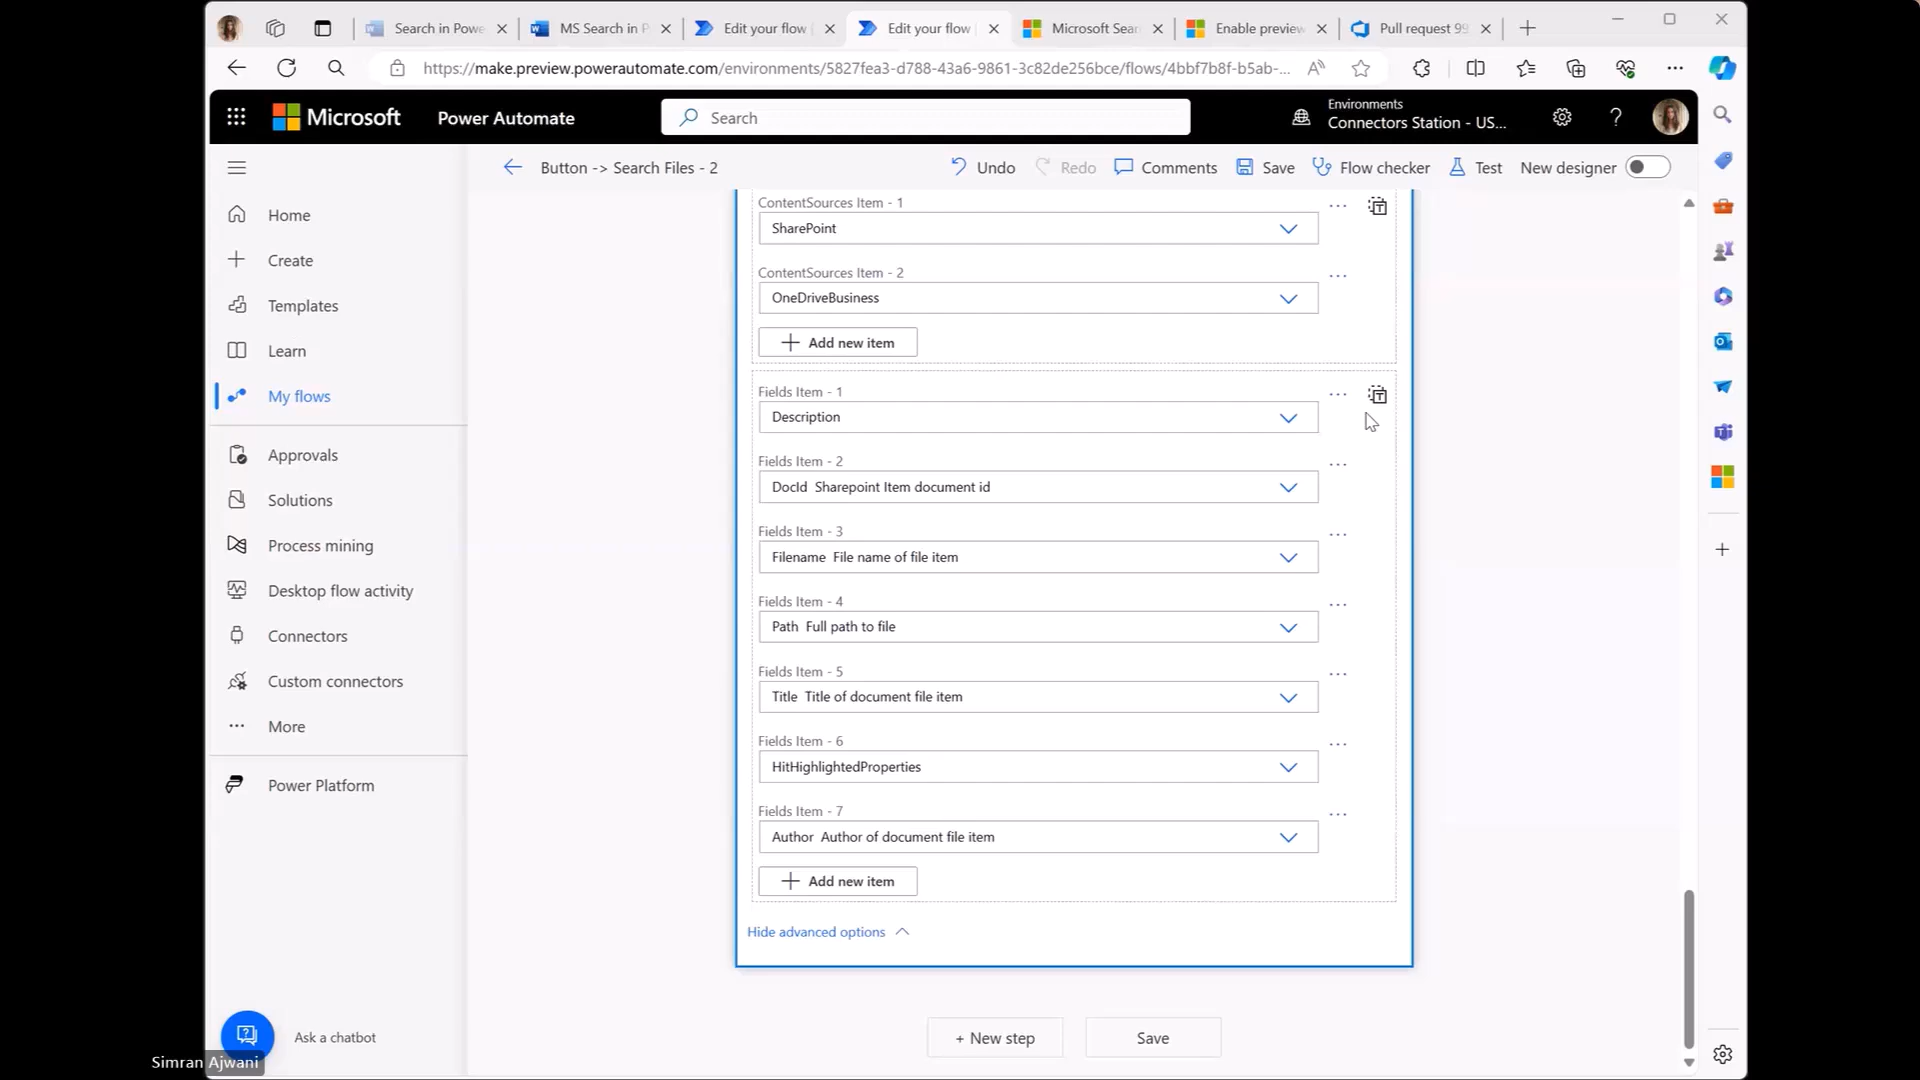 Search in Powe
MS Search in P
Edit your flow
Edit your flow
Microsoft Sear
Enable preview
Pull request 99
https://make.preview.powerautomate.com/environments/5827fea3-d788-43a6-9861-3c82de256bce/flows/4bbf7b8f-b5ab-...
Microsoft
Power Automate
Search
Environments
Connectors Station - US...
Button -> Search Files - 2
Undo
Redo
Comments
Save
Flow checker
Test
New designer
Home
Create
Templates
Learn
My flows
Approvals
Solutions
Process mining
Desktop flow activity
Connectors
Custom connectors
More
Power Platform
Ask a chatbot
Simran Ajwani
ContentSources Item - 1
SharePoint
ContentSources Item - 2
OneDriveBusiness
Add new item
Fields Item - 1
Description
Fields Item - 2
DocId Sharepoint Item document id
Fields Item - 3
Filename File name of file item
Fields Item - 4
Path Full path to file
Fields Item - 5
Title Title of document file item
Fields Item - 6
HitHighlightedProperties
Fields Item - 7
Author Author of document file item
Add new item
Hide advanced options
+ New step
Save